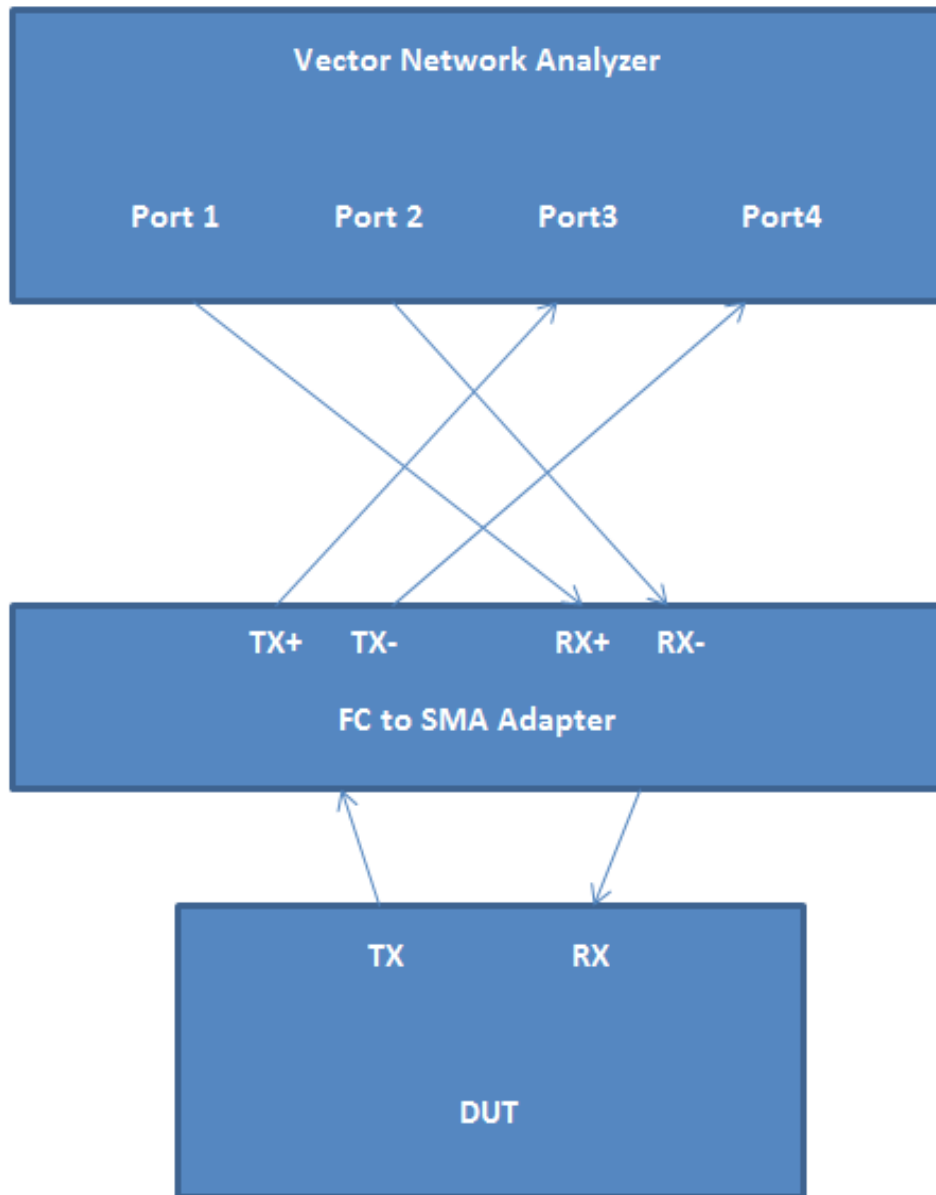 Vector Network Analyzer
Port 1 Port 2 Port3 Port4
TX+ TX- RX+ RX-
FC to SMA Adapter
TX RX
DUT